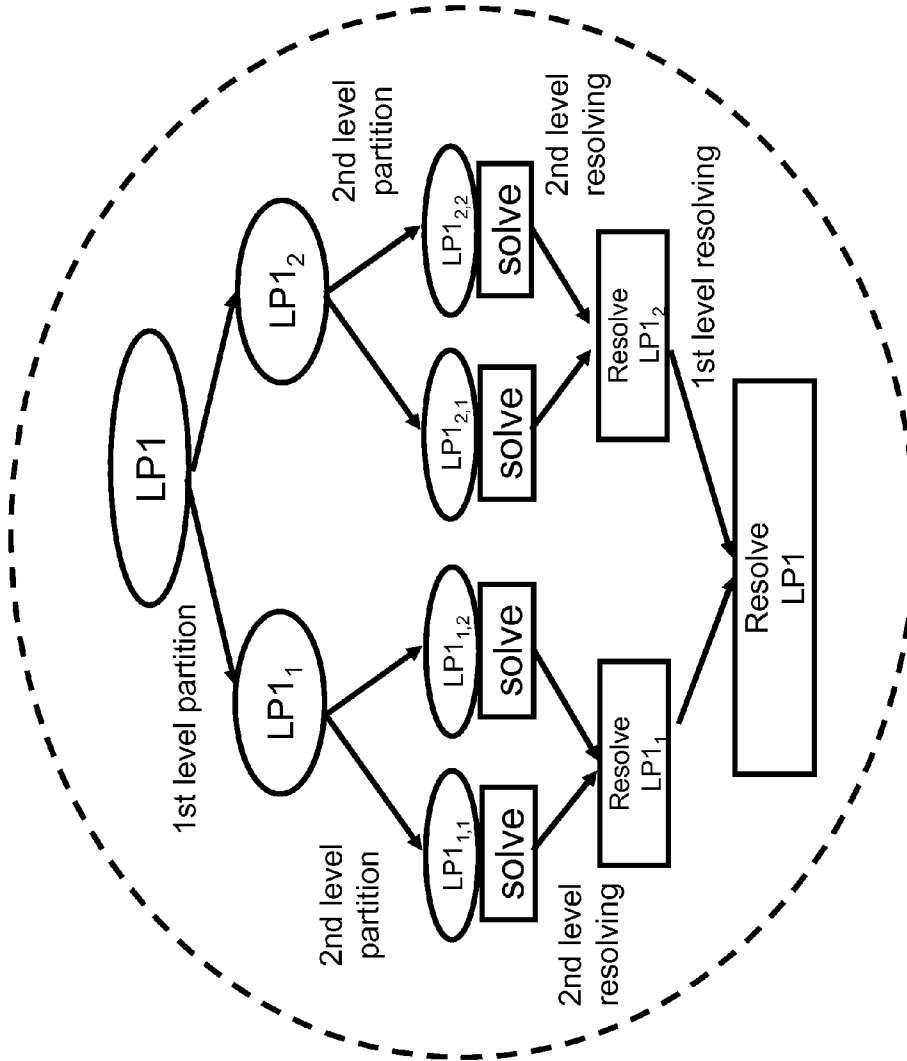 LP1
1st level partition
LP1₁
LP1₂
2nd level
partition
2nd level
partition
LP1₁,₁
LP1₁,₂
LP1₂,₁
LP1₂,₂
solve
solve
solve
solve
2nd level
resolving
2nd level
resolving
Resolve
LP1₁
Resolve
LP1₂
1st level resolving
Resolve
LP1